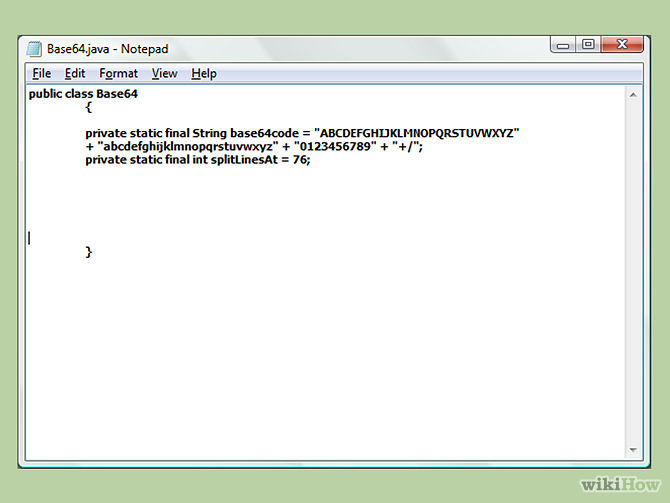 Base64.java - Notepad
File Edit Format View Help
public class Base64
{
private static final String base64code = "ABCDEFGHIJKLMNOPQRSTUVWXYZ"
+ "abcdefghijklmnopqrstuvwxyz" + "0123456789" + "+/";
private static final int splitLinesAt = 76;
}
wikiHow